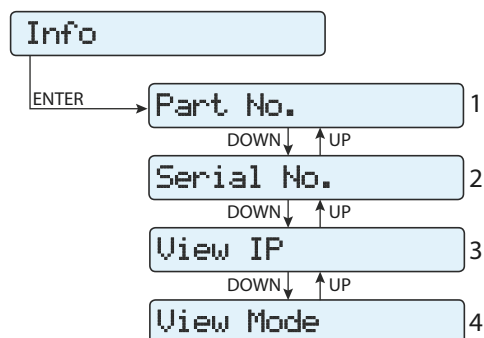 Info
ENTER
Part No. 1
DOWN UP
Serial No. 2
DOWN UP
View IP 3
DOWN UP
View Mode 4